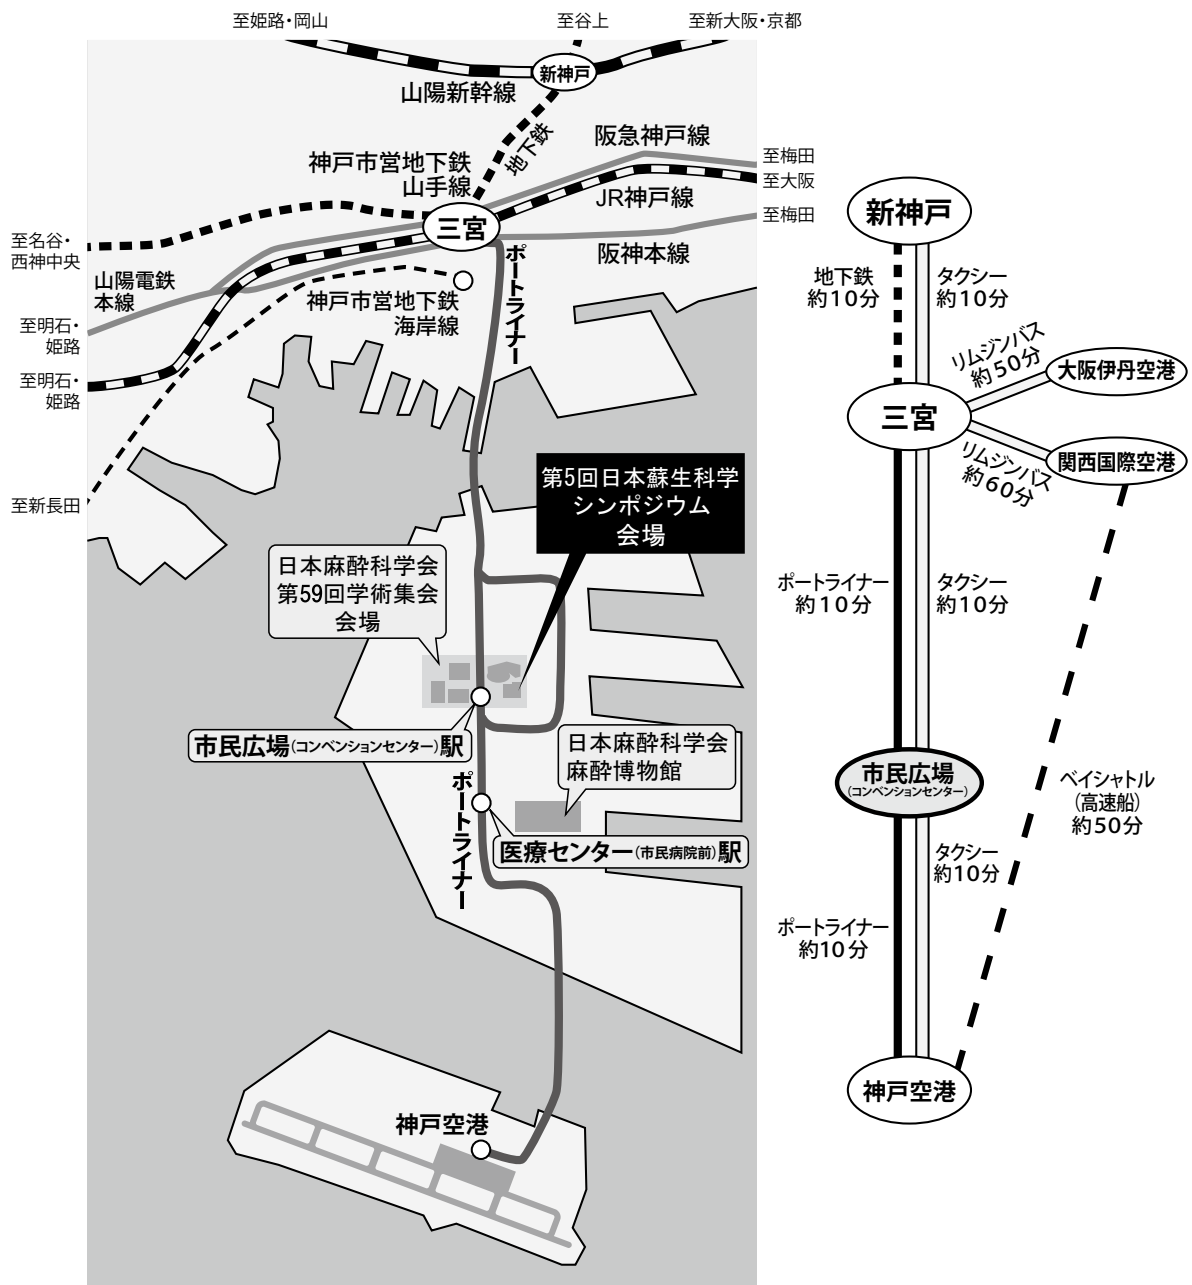 至姫路・岡山
至谷上
至新大阪・京都
新神戸
山陽新幹線
地下鉄
阪急神戸線
至梅田
神戸市営地下鉄
山手線
至大阪
JR神戸線
至梅田
三宮
至名谷・
西神中央
阪神本線
山陽電鉄
本線
神戸市営地下鉄
海岸線
ポートライナー
至明石・
姫路
至明石・
姫路
至新長田
第5回日本蘇生科学
シンポジウム
会場
日本麻酔科学会
第59回学術集会
会場
市民広場(コンベンションセンター)駅
日本麻酔科学会
麻酔博物館
ポートライナー
医療センター(市民病院前)駅
神戸空港
新神戸
地下鉄
約10分
タクシー
約10分
リムジンバス
約50分
大阪伊丹空港
三宮
リムジンバス
約60分
関西国際空港
ポートライナー
約10分
タクシー
約10分
市民広場
(コンベンションセンター)
ベイシャトル
(高速船)
約50分
タクシー
約10分
ポートライナー
約10分
神戸空港